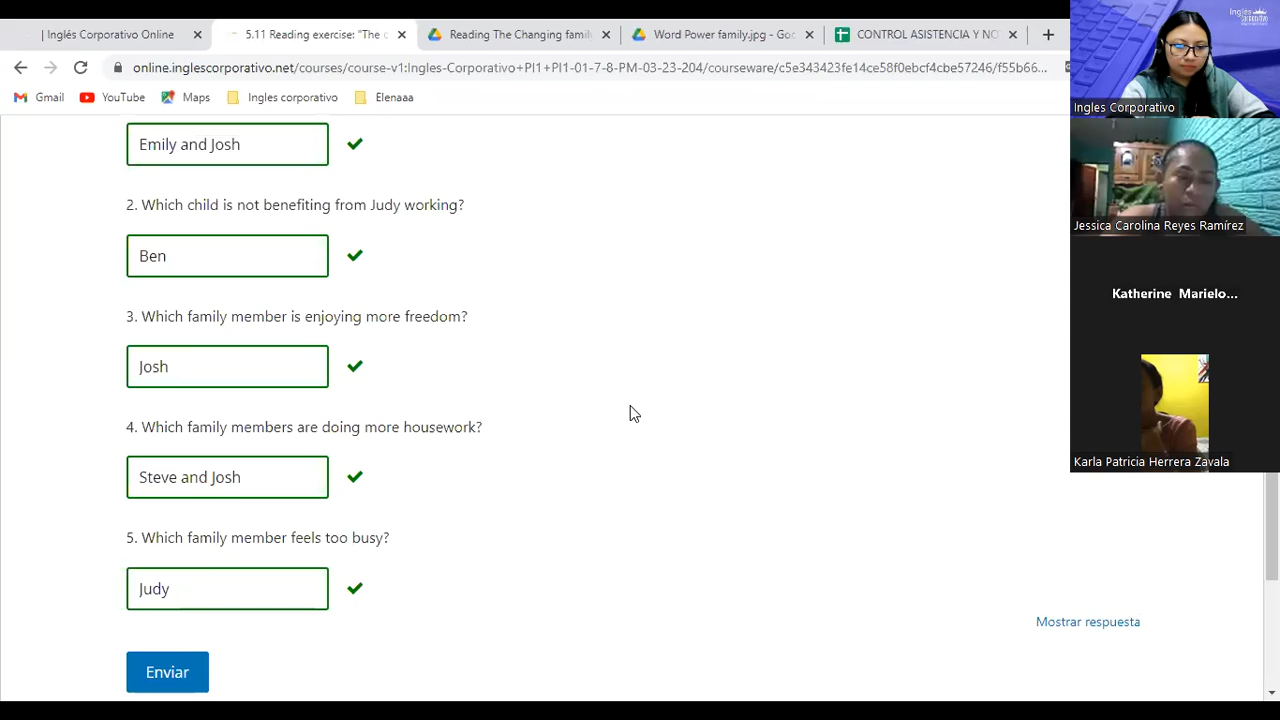 | Inglés Corporativo Online
5.11 Reading exercise: "The c
Reading The Changing famil
Word Power family.jpg - Goo
CONTROL ASISTENCIA Y NO
online.inglescorporativo.net/courses/course-v1:Ingles-Corporativo+PI1+PI1-01-7-8-PM-03-23-204/courseware/c5e343423fe14ce58f0ebcf4cbe57246/f55b66...
Gmail
YouTube
Maps
Ingles corporativo
Elenaaa
Emily and Josh
2. Which child is not benefiting from Judy working?
Ben
3. Which family member is enjoying more freedom?
Josh
4. Which family members are doing more housework?
Steve and Josh
5. Which family member feels too busy?
Judy
Mostrar respuesta
Enviar
Ingles Corporativo
Jessica Carolina Reyes Ramírez
Katherine Marielo...
Karla Patricia Herrera Zavala